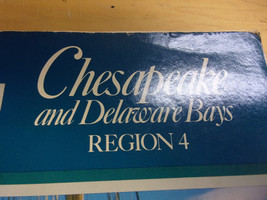 Chesapeake
and Delaware Bays
REGION 4